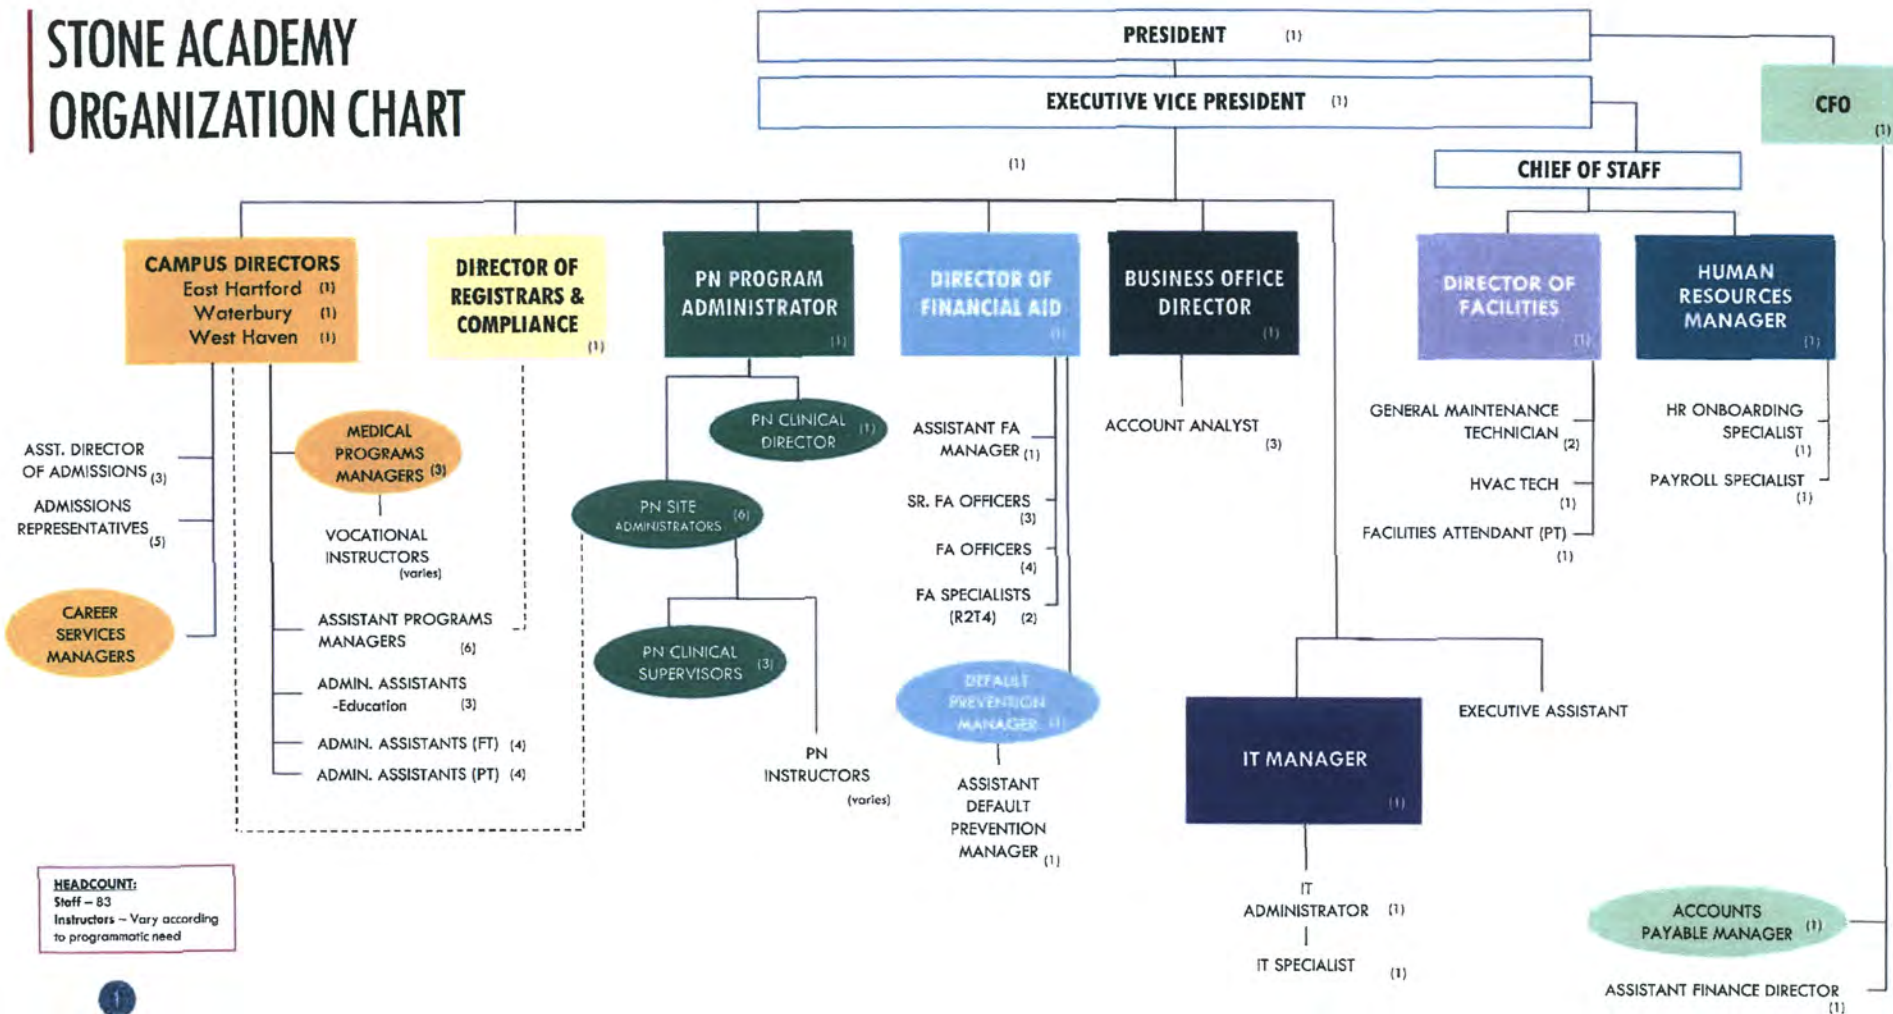 STONE ACADEMY
ORGANIZATION CHART
PRESIDENT (1)
EXECUTIVE VICE PRESIDENT (1)
CFO
(1)
(1)
CHIEF OF STAFF
CAMPUS DIRECTORS
East Hartford (1)
Waterbury (1)
West Haven (1)
DIRECTOR OF
REGISTRARS &
COMPLIANCE
(1)
PN PROGRAM
ADMINISTRATOR
(1)
DIRECTOR OF
FINANCIAL AID
(1)
BUSINESS OFFICE
DIRECTOR
(1)
DIRECTOR OF
FACILITIES
(1)
HUMAN
RESOURCES
MANAGER
(1)
ASST. DIRECTOR
OF ADMISSIONS (3)
ADMISSIONS
REPRESENTATIVES
(5)
CAREER
SERVICES
MANAGERS
MEDICAL
PROGRAMS
MANAGERS (3)
VOCATIONAL
INSTRUCTORS
(varies)
ASSISTANT PROGRAMS
MANAGERS
(6)
ADMIN. ASSISTANTS
-Education (3)
ADMIN. ASSISTANTS (FT) (4)
ADMIN. ASSISTANTS (PT) (4)
PN CLINICAL
DIRECTOR
(1)
PN SITE
ADMINISTRATORS
(6)
PN CLINICAL
SUPERVISORS
(3)
PN
INSTRUCTORS
(varies)
ASSISTANT FA
MANAGER (1)
SR. FA OFFICERS
(3)
FA OFFICERS
(4)
FA SPECIALISTS
(R2T4) (2)
DEFAULT
PREVENTION
MANAGER (1)
ASSISTANT
DEFAULT
PREVENTION
MANAGER (1)
ACCOUNT ANALYST
(3)
GENERAL MAINTENANCE
TECHNICIAN
(2)
HVAC TECH
(1)
FACILITIES ATTENDANT (PT)
(1)
HR ONBOARDING
SPECIALIST
(1)
PAYROLL SPECIALIST
(1)
IT MANAGER
(1)
EXECUTIVE ASSISTANT
IT
ADMINISTRATOR (1)
IT SPECIALIST (1)
ACCOUNTS
PAYABLE MANAGER (1)
ASSISTANT FINANCE DIRECTOR
(1)
HEADCOUNT:
Staff – 83
Instructors – Vary according
to programmatic need